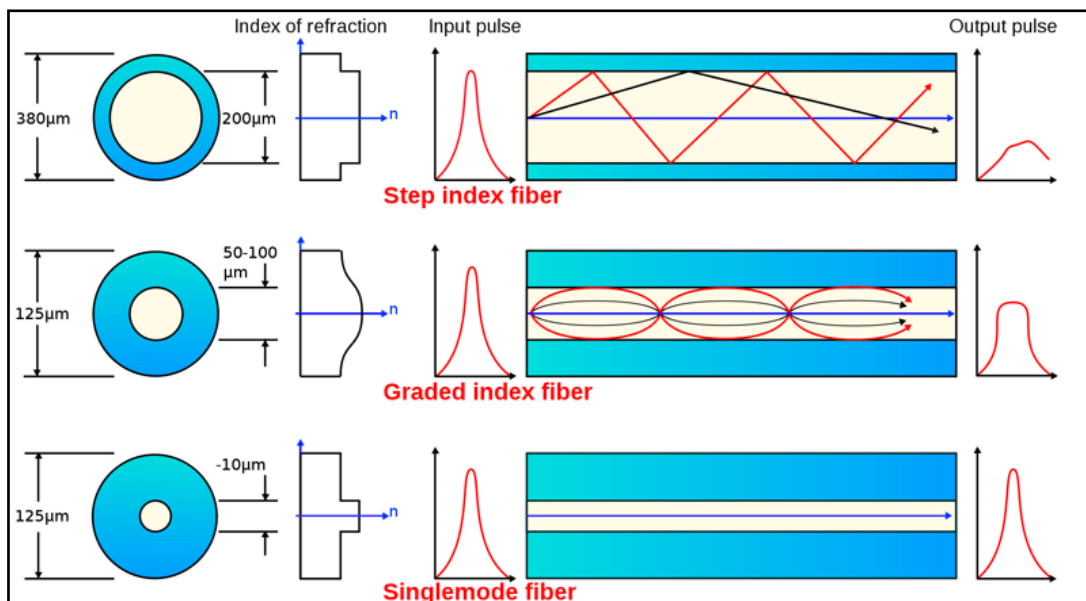 Index of refraction
Input pulse
Output pulse
380µm
200µm
n
Step index fiber
50-100
µm
125µm
n
Graded index fiber
-10µm
125µm
n
Singlemode fiber